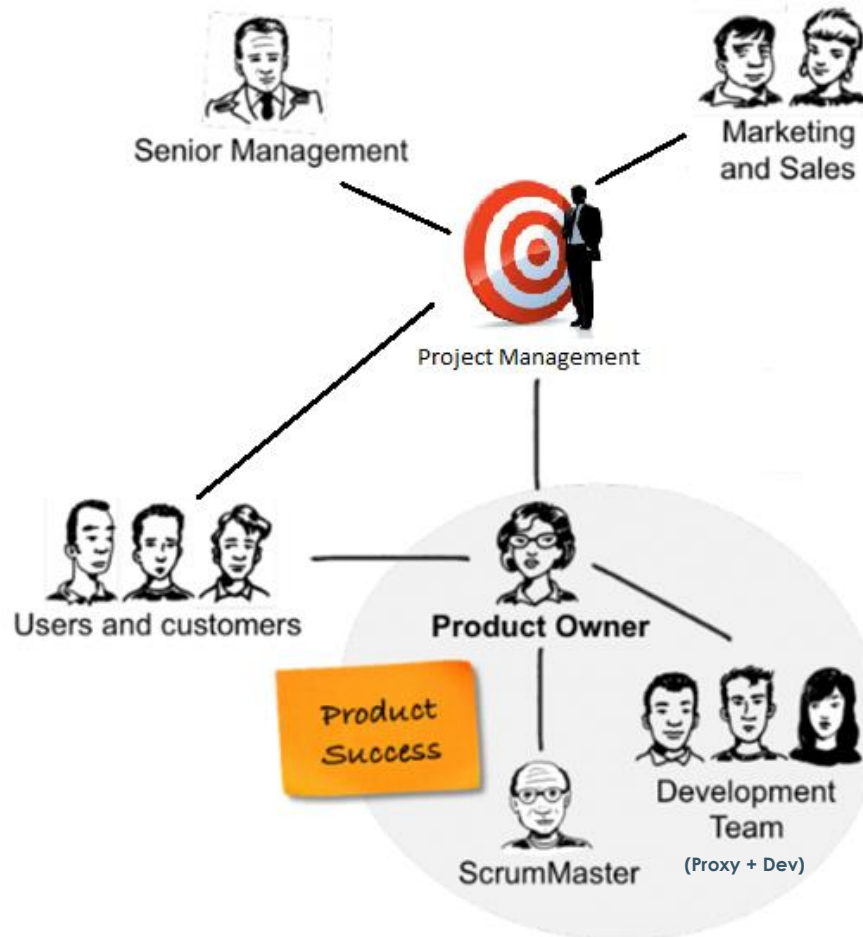 Senior Management
Marketing
and Sales
Project Management
Users and customers
Product Owner
Product
Success
Development
Team
(Proxy + Dev)
ScrumMaster